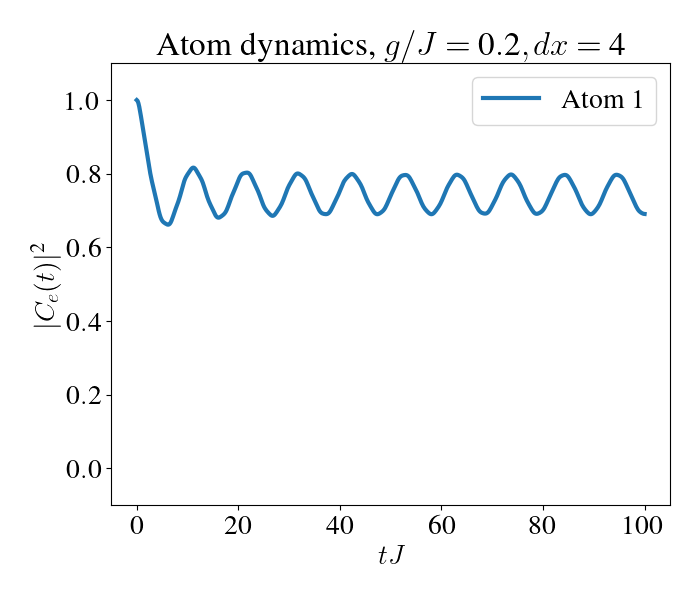 Atom dynamics, g/J = 0.2, dx = 4
Atom 1
1.0
0.8
0.6
0.4
0.2
0.0
|C_e(t)|^2
0 20 40 60 80 100
tJ